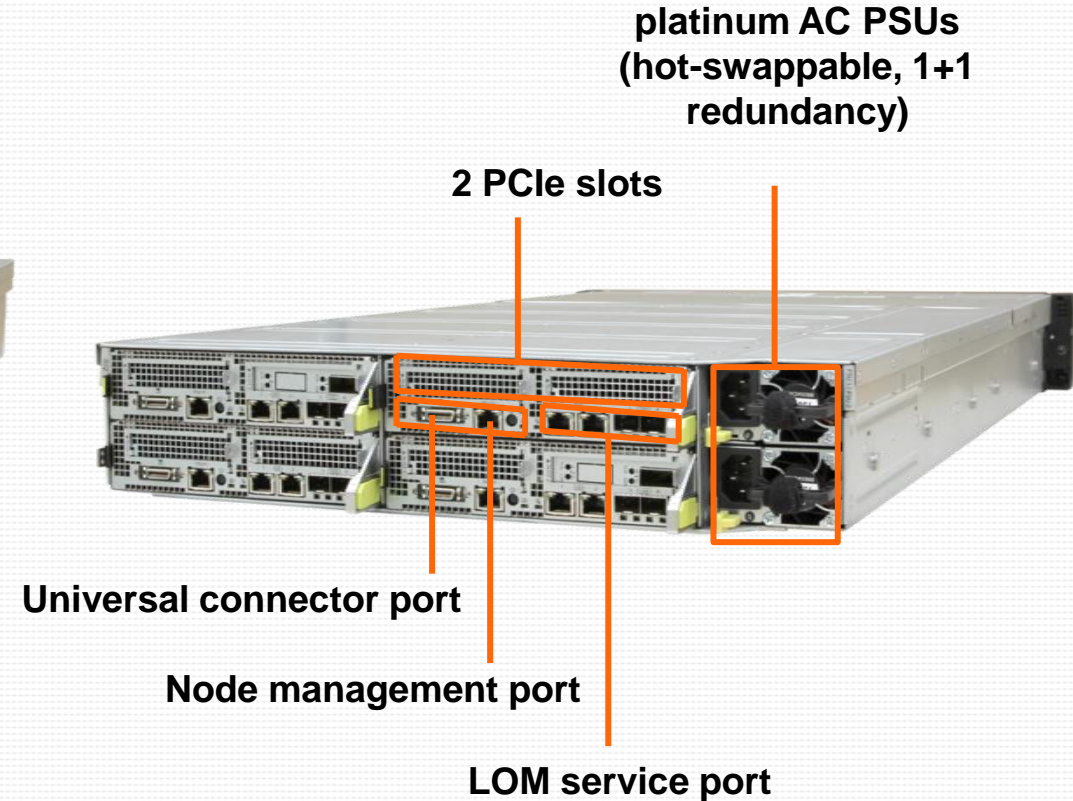 platinum AC PSUs
(hot-swappable, 1+1
redundancy)
2 PCIe slots
Universal connector port
Node management port
LOM service port